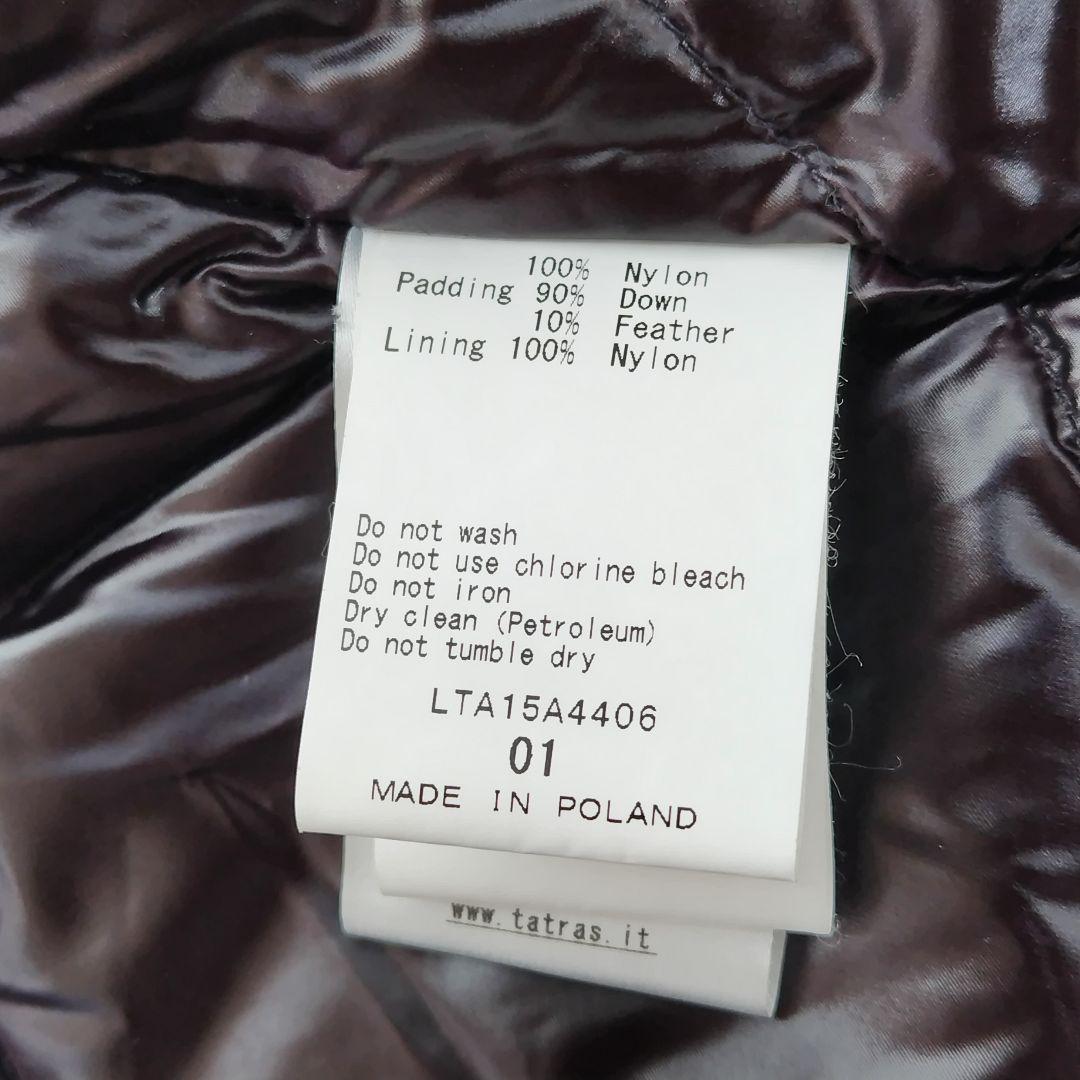 100% Nylon
Padding 90% Down
10% Feather
Lining 100% Nylon
Do not wash
Do not use chlorine bleach
Do not iron
Dry clean (Petroleum)
Do not tumble dry
LTA15A4406
01
MADE IN POLAND
www.tatras.it